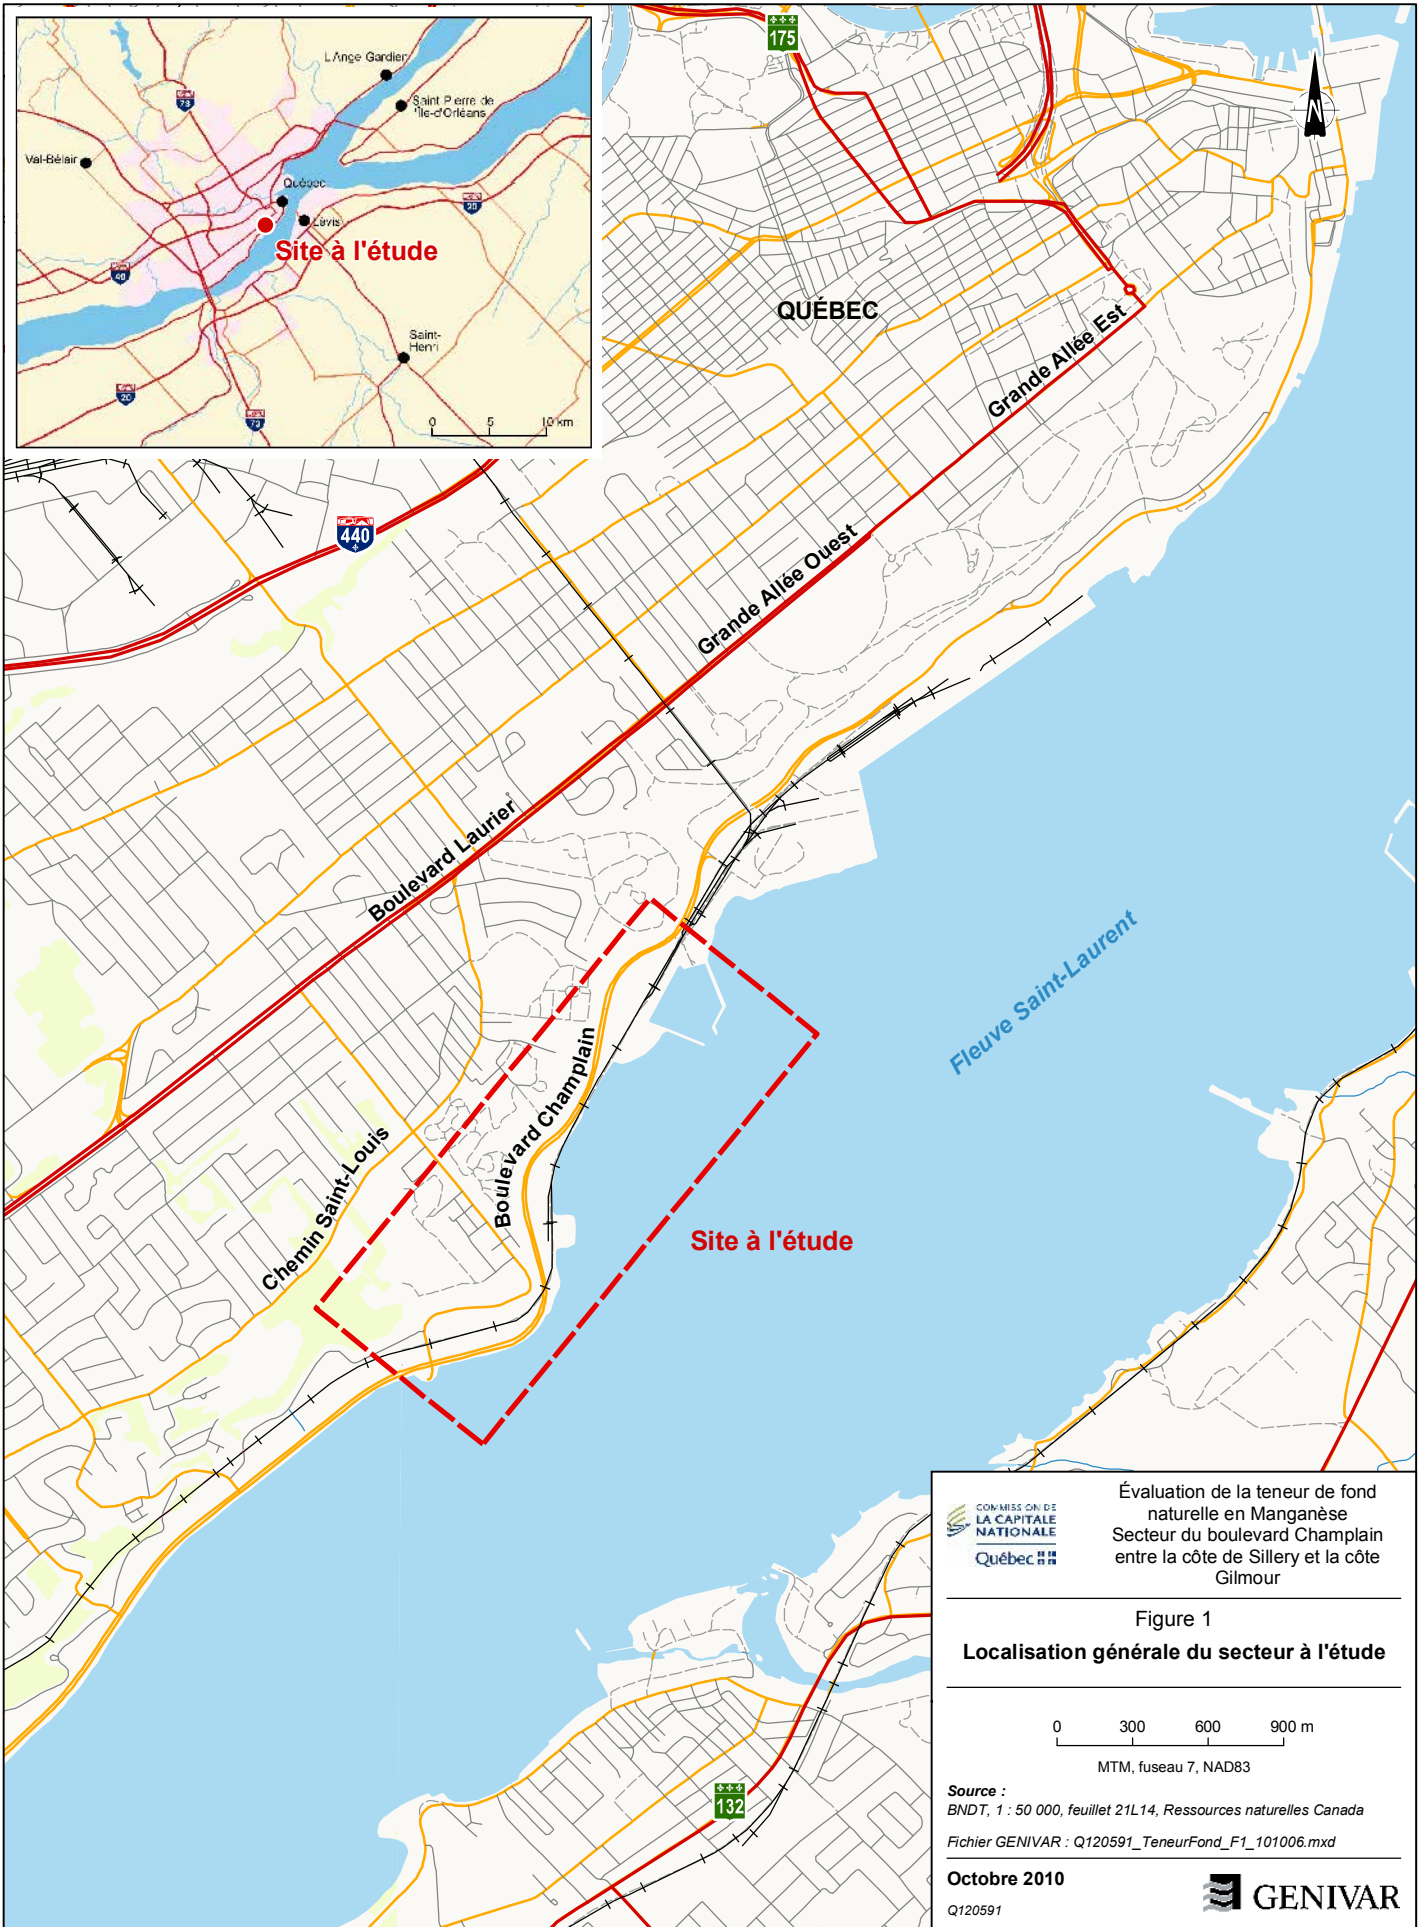 L'Ange Gardien
73
Saint Pierre de
l'Île-d'Orléans
Val-Bélair
Québec
20
Lévis
Site à l'étude
40
Saint-
Henri
20
73
0 5 10 km
175
N
QUÉBEC
Grande Allée Est
440
Grande Allée Ouest
Boulevard Laurier
Fleuve Saint-Laurent
Boulevard Champlain
Chemin Saint-Louis
Site à l'étude
132
COMMISSION DE
LA CAPITALE
NATIONALE
Québec
Évaluation de la teneur de fond
naturelle en Manganèse
Secteur du boulevard Champlain
entre la côte de Sillery et la côte
Gilmour
Figure 1
Localisation générale du secteur à l'étude
0 300 600 900 m
MTM, fuseau 7, NAD83
Source :
BNDT, 1 : 50 000, feuillet 21L14, Ressources naturelles Canada
Fichier GENIVAR : Q120591_TeneurFond_F1_101006.mxd
Octobre 2010
Q120591
GENIVAR